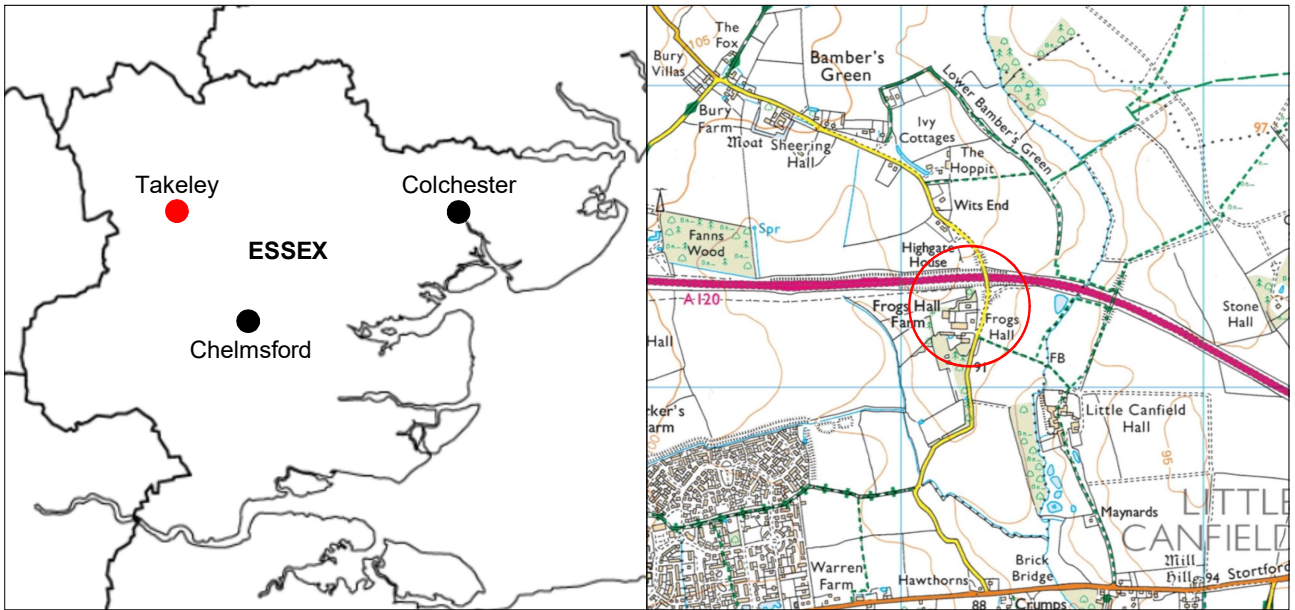 Takeley
Colchester
ESSEX
Chelmsford
The
Fox
105
Bury
Villas
Bamber's
Green
Bury
Farm
Moat
Sheering
Hall
Ivy
Cottages
Lower Bamber's Green
The
Hoppit
97
Wits End
Spr
Fanns
Wood
Highgate
House
A120
Frogs Hall
Farm
Frogs
Hall
Stone
Hall
Hall
91
FB
Little Canfield
Hall
95
Maynards
LITTLE
CANFIELD
Warren
Farm
Hawthorns
Brick
Bridge
Mill
Hill
94
Stortford
88
Crumps